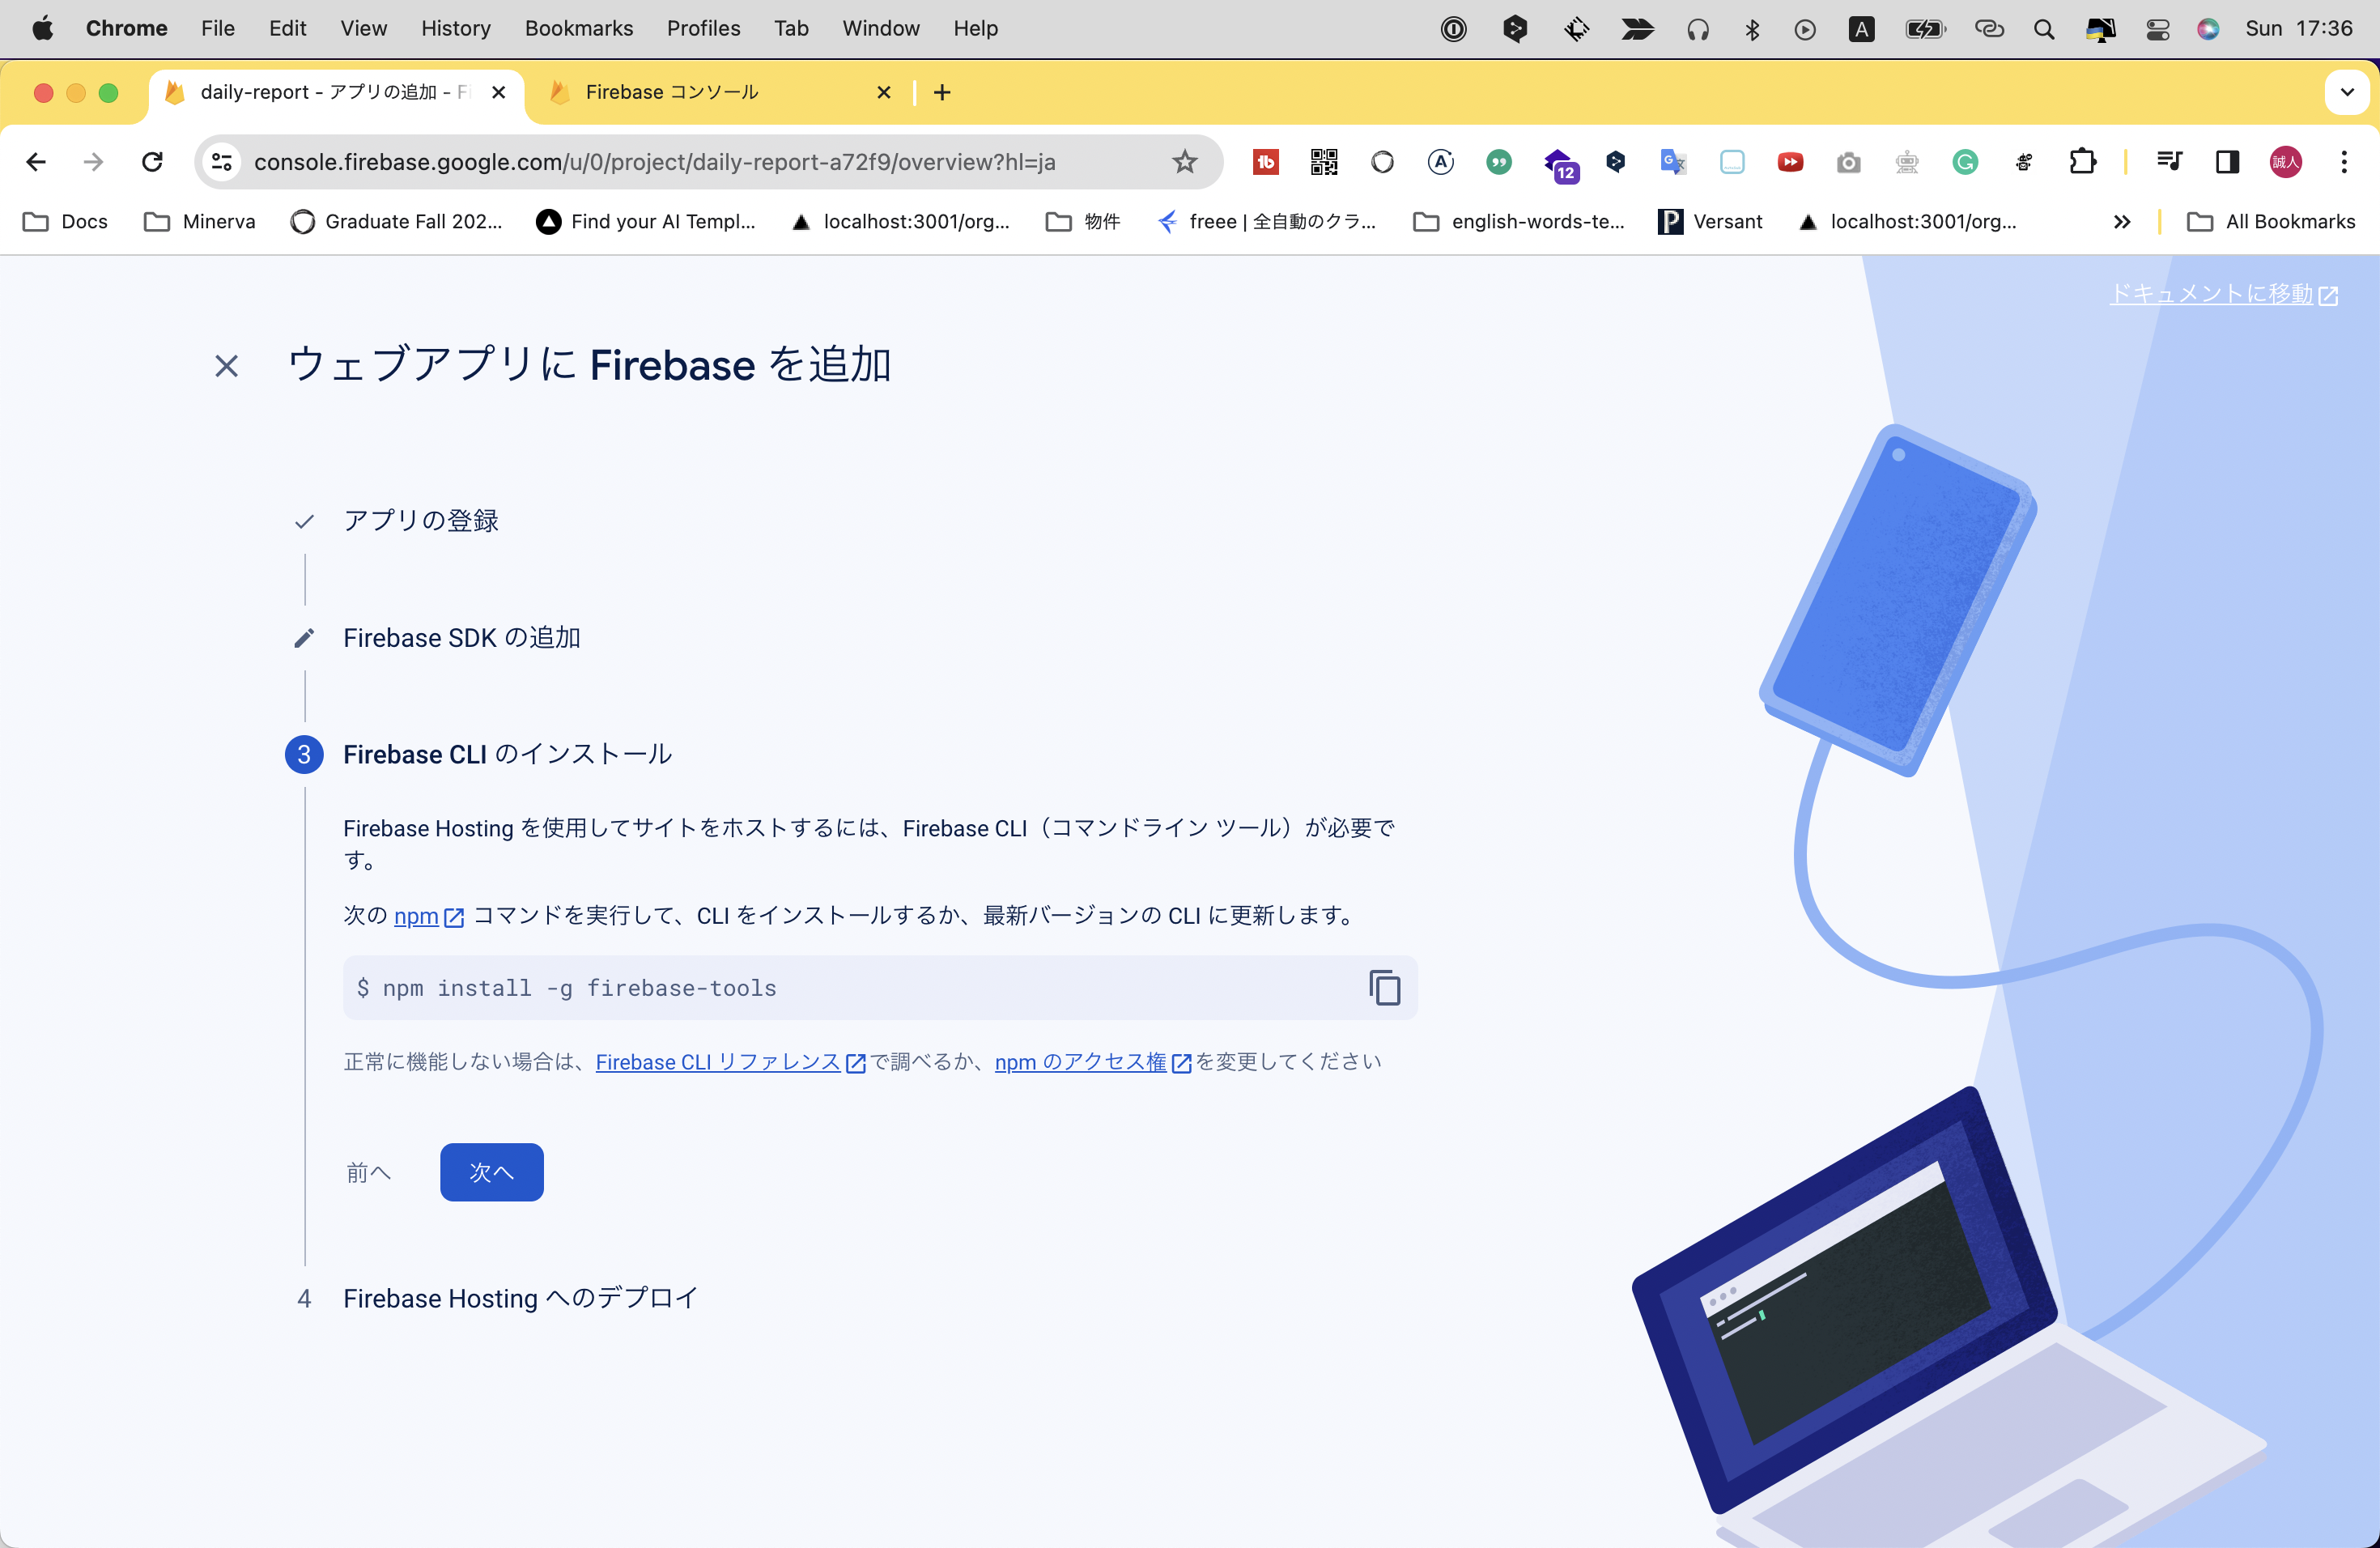 Chrome File Edit View History Bookmarks Profiles Tab Window Help A Sun 17:36
daily-report - アプリの追加 - Fi Firebase コンソール
console.firebase.google.com/u/0/project/daily-report-a72f9/overview?hl=ja tb A 12 G 誠人
Docs Minerva Graduate Fall 202... Find your AI Templ... localhost:3001/org... 物件 freee | 全自動のクラ... english-words-te... P Versant localhost:3001/org... All Bookmarks
ドキュメントに移動
ウェブアプリに Firebase を追加
アプリの登録
Firebase SDK の追加
3 Firebase CLI のインストール
Firebase Hosting を使用してサイトをホストするには、Firebase CLI（コマンドライン ツール）が必要で
す。
次の npm コマンドを実行して、CLI をインストールするか、最新バージョンの CLI に更新します。
$ npm install -g firebase-tools
正常に機能しない場合は、Firebase CLI リファレンス で調べるか、npm のアクセス権 を変更してください
前へ 次へ
4 Firebase Hosting へのデプロイ